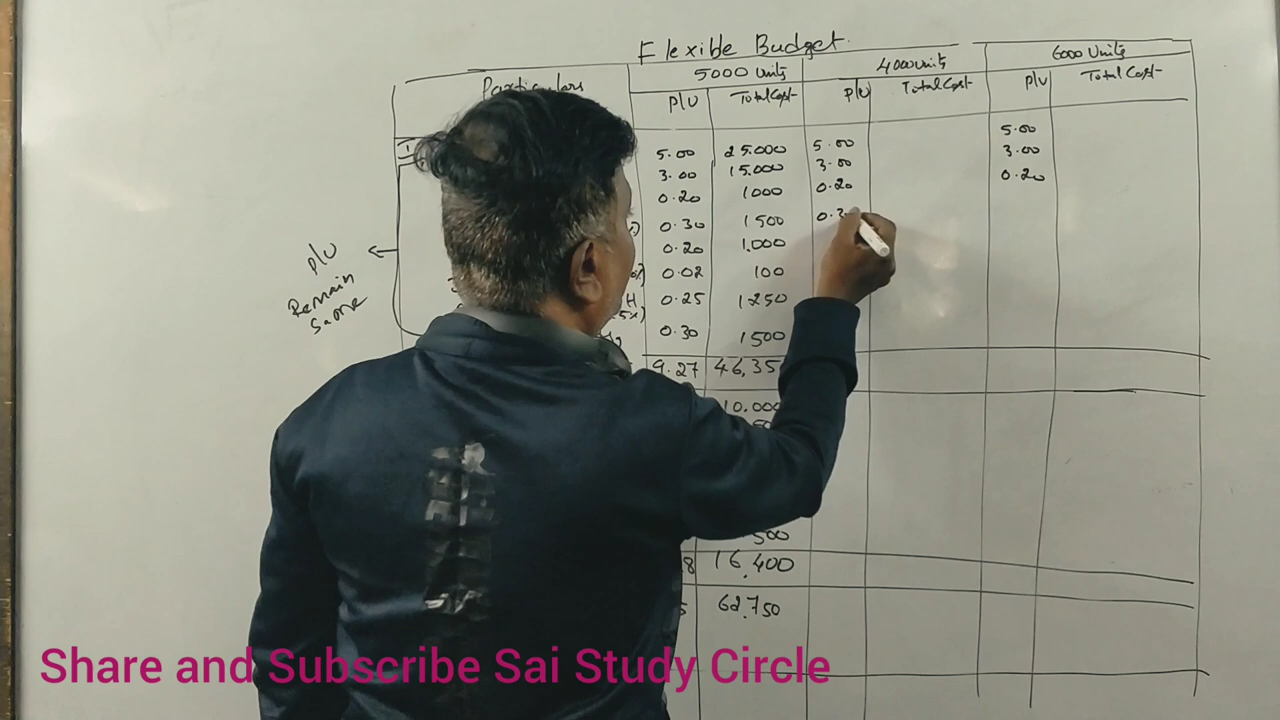 Flexible Budget
Particulars 5000 Units 4000 Units 6000 Units
P/U Total Cost P/U Total Cost P/U Total Cost
5.00 25.000 5.00 5.00
3.00 15.000 3.00 3.00
0.20 1000 0.20 0.20
0.30 1500
0.20 1.000
0.02 100
0.25 1250
0.30 1500
9.27
10.000
500
16.400
62.750
P/U
Remain
Same
Share and Subscribe Sai Study Circle